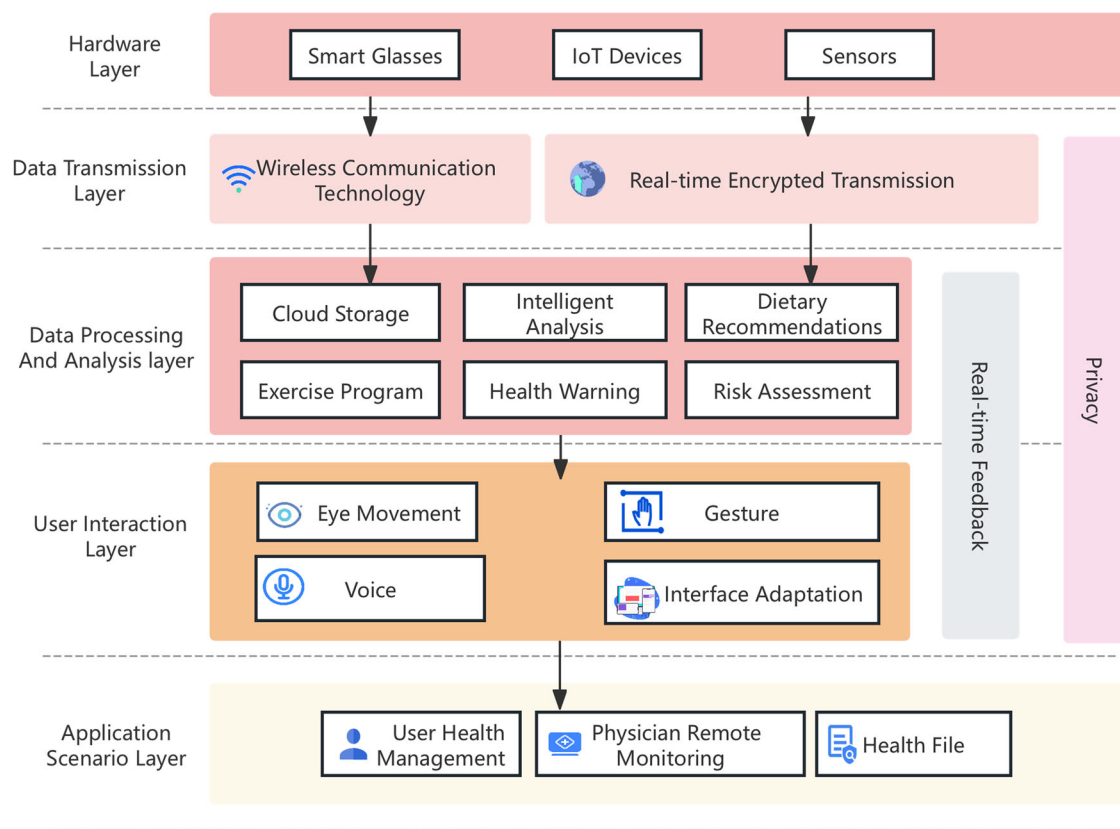 Hardware
Layer
Smart Glasses
IoT Devices
Sensors
Data Transmission
Layer
Wireless Communication
Technology
Real-time Encrypted Transmission
Data Processing
And Analysis layer
Cloud Storage
Intelligent
Analysis
Dietary
Recommendations
Exercise Program
Health Warning
Risk Assessment
Real-time Feedback
Privacy
User Interaction
Layer
Eye Movement
Gesture
Voice
Interface Adaptation
Application
Scenario Layer
User Health
Management
Physician Remote
Monitoring
Health File